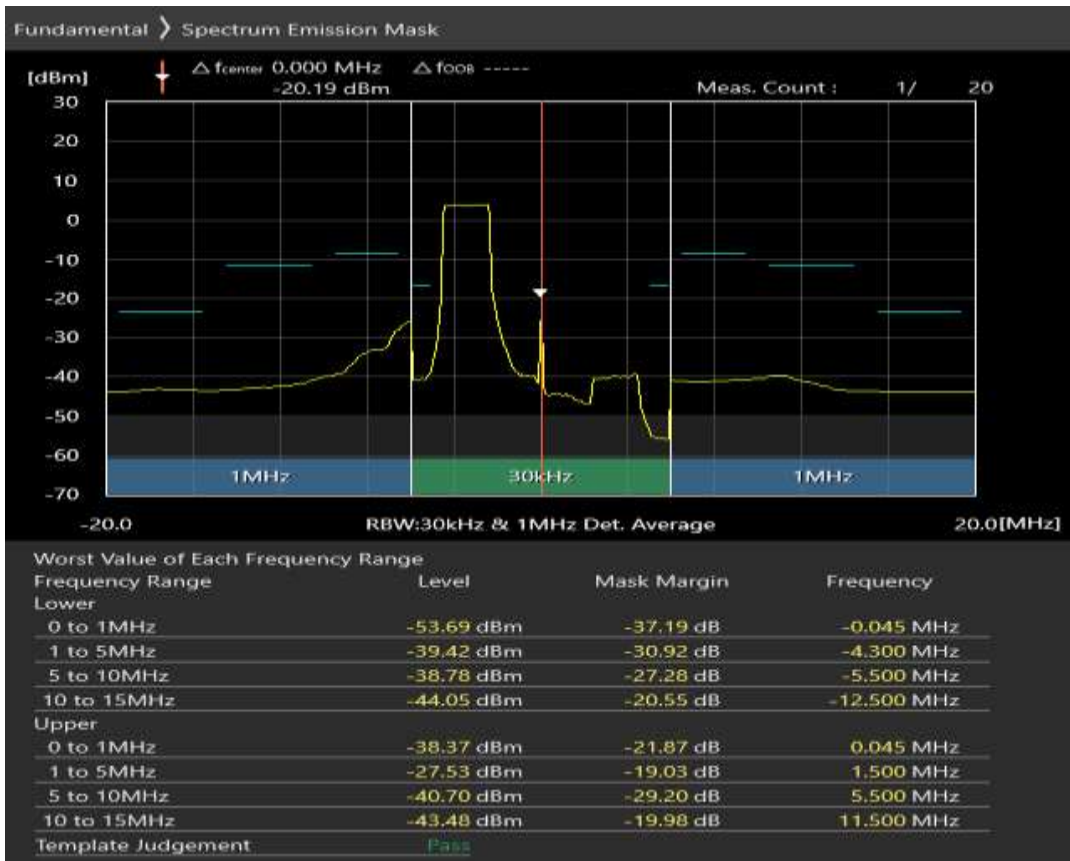 Fundamental ❯ Spectrum Emission Mask
[dBm] △ fcenter 0.000 MHz △ fOOB -----
-20.19 dBm Meas. Count : 1/ 20
30
20
10
0
-10
-20
-30
-40
-50
-60
-70
1MHz 30kHz 1MHz
-20.0 RBW:30kHz & 1MHz Det. Average 20.0[MHz]
Worst Value of Each Frequency Range
Frequency Range Level Mask Margin Frequency
Lower
0 to 1MHz -53.69 dBm -37.19 dB -0.045 MHz
1 to 5MHz -39.42 dBm -30.92 dB -4.300 MHz
5 to 10MHz -38.78 dBm -27.28 dB -5.500 MHz
10 to 15MHz -44.05 dBm -20.55 dB -12.500 MHz
Upper
0 to 1MHz -38.37 dBm -21.87 dB 0.045 MHz
1 to 5MHz -27.53 dBm -19.03 dB 1.500 MHz
5 to 10MHz -40.70 dBm -29.20 dB 5.500 MHz
10 to 15MHz -43.48 dBm -19.98 dB 11.500 MHz
Template Judgement Pass